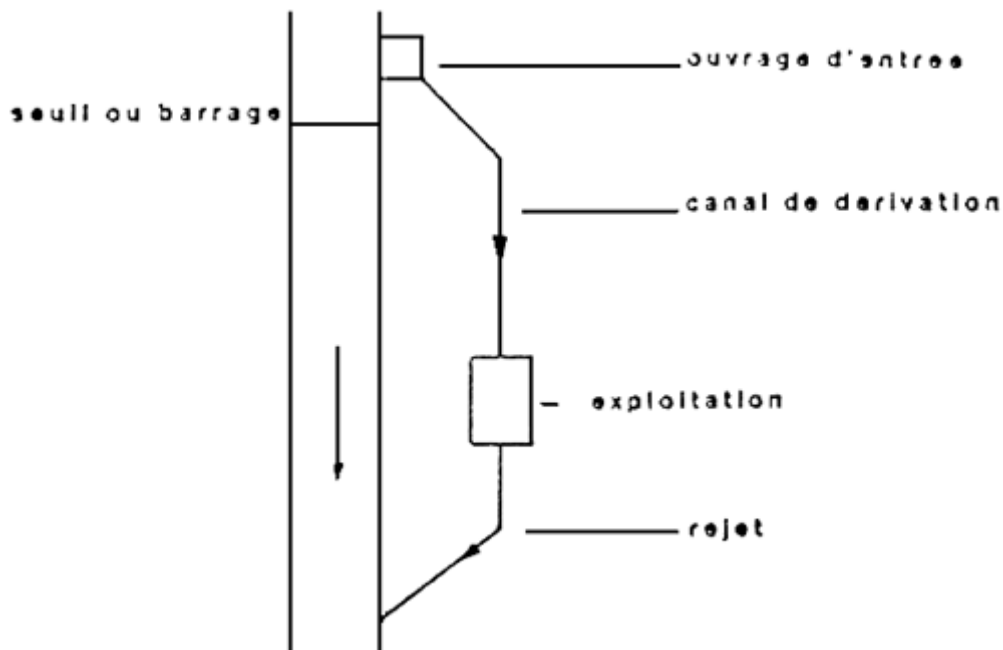 ouvrage d'entree
seuil ou barrage
canal de derivation
exploitation
rejet